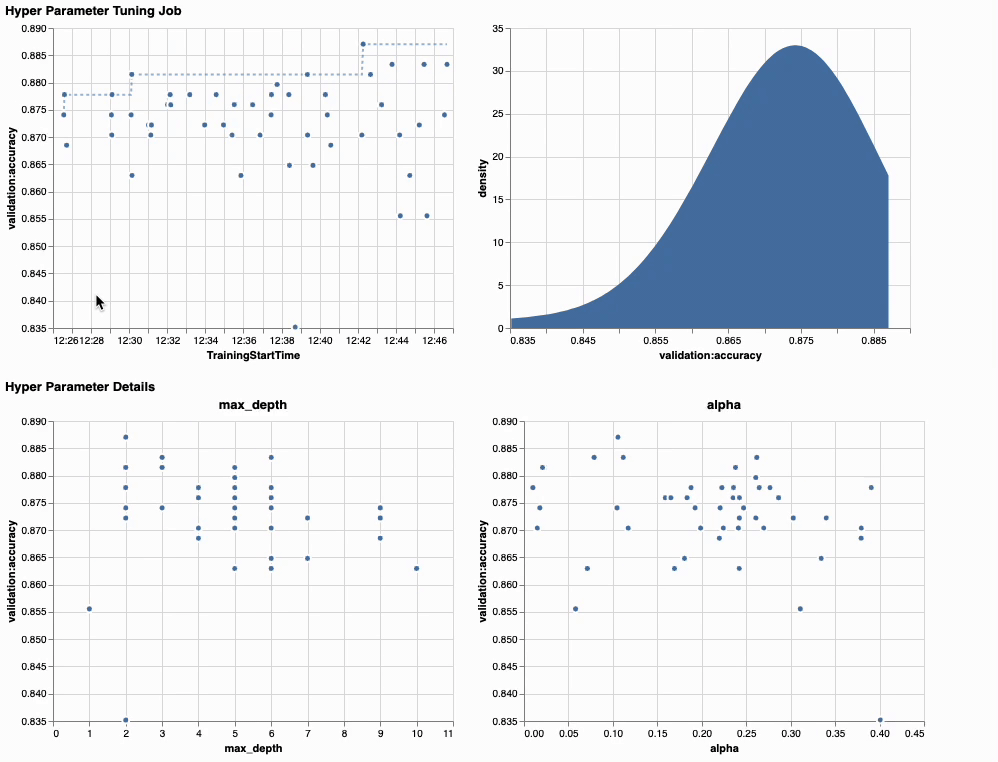 Hyper Parameter Tuning Job
0.890
0.885
0.880
0.875
0.870
0.865
0.860
0.855
0.850
0.845
0.840
0.835
validation:accuracy
12:26 12:28 12:30 12:32 12:34 12:36 12:38 12:40 12:42 12:44 12:46
TrainingStartTime
35
30
25
20
15
10
5
0
density
0.835 0.845 0.855 0.865 0.875 0.885
validation:accuracy
Hyper Parameter Details
max_depth
0.890
0.885
0.880
0.875
0.870
0.865
0.860
0.855
0.850
0.845
0.840
0.835
validation:accuracy
0 1 2 3 4 5 6 7 8 9 10 11
max_depth
alpha
0.890
0.885
0.880
0.875
0.870
0.865
0.860
0.855
0.850
0.845
0.840
0.835
validation:accuracy
0.00 0.05 0.10 0.15 0.20 0.25 0.30 0.35 0.40 0.45
alpha